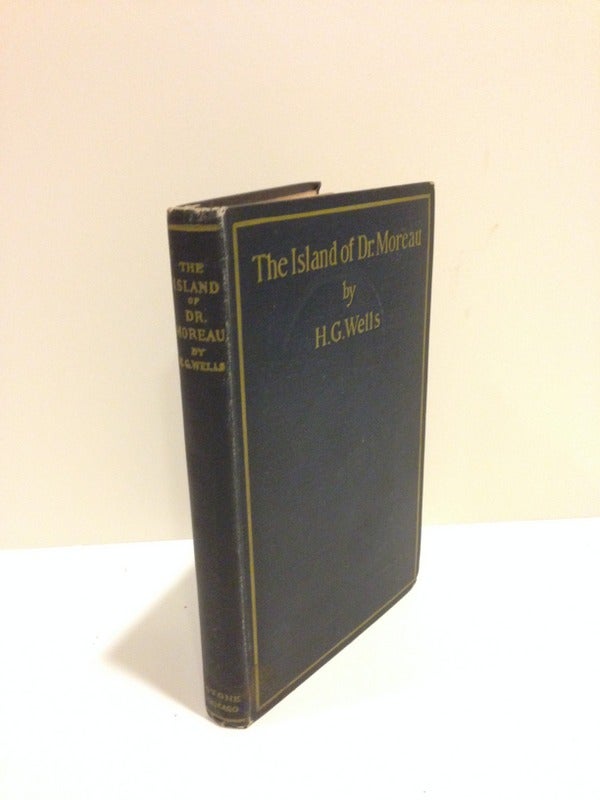 The Island of Dr. Moreau
by
H.G. Wells
THE
ISLAND
OF
DR.
MOREAU
BY
H.G. WELLS
STONE
CHICAGO